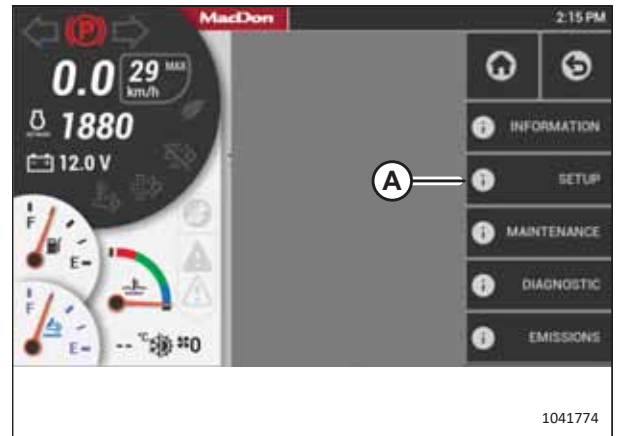 MacDon
2:15 PM
P
0.0
29 MAX
km/h
1880
12.0 V
INFORMATION
SETUP
A
MAINTENANCE
DIAGNOSTIC
EMISSIONS
F
E
F
E
-- °C
0
1041774